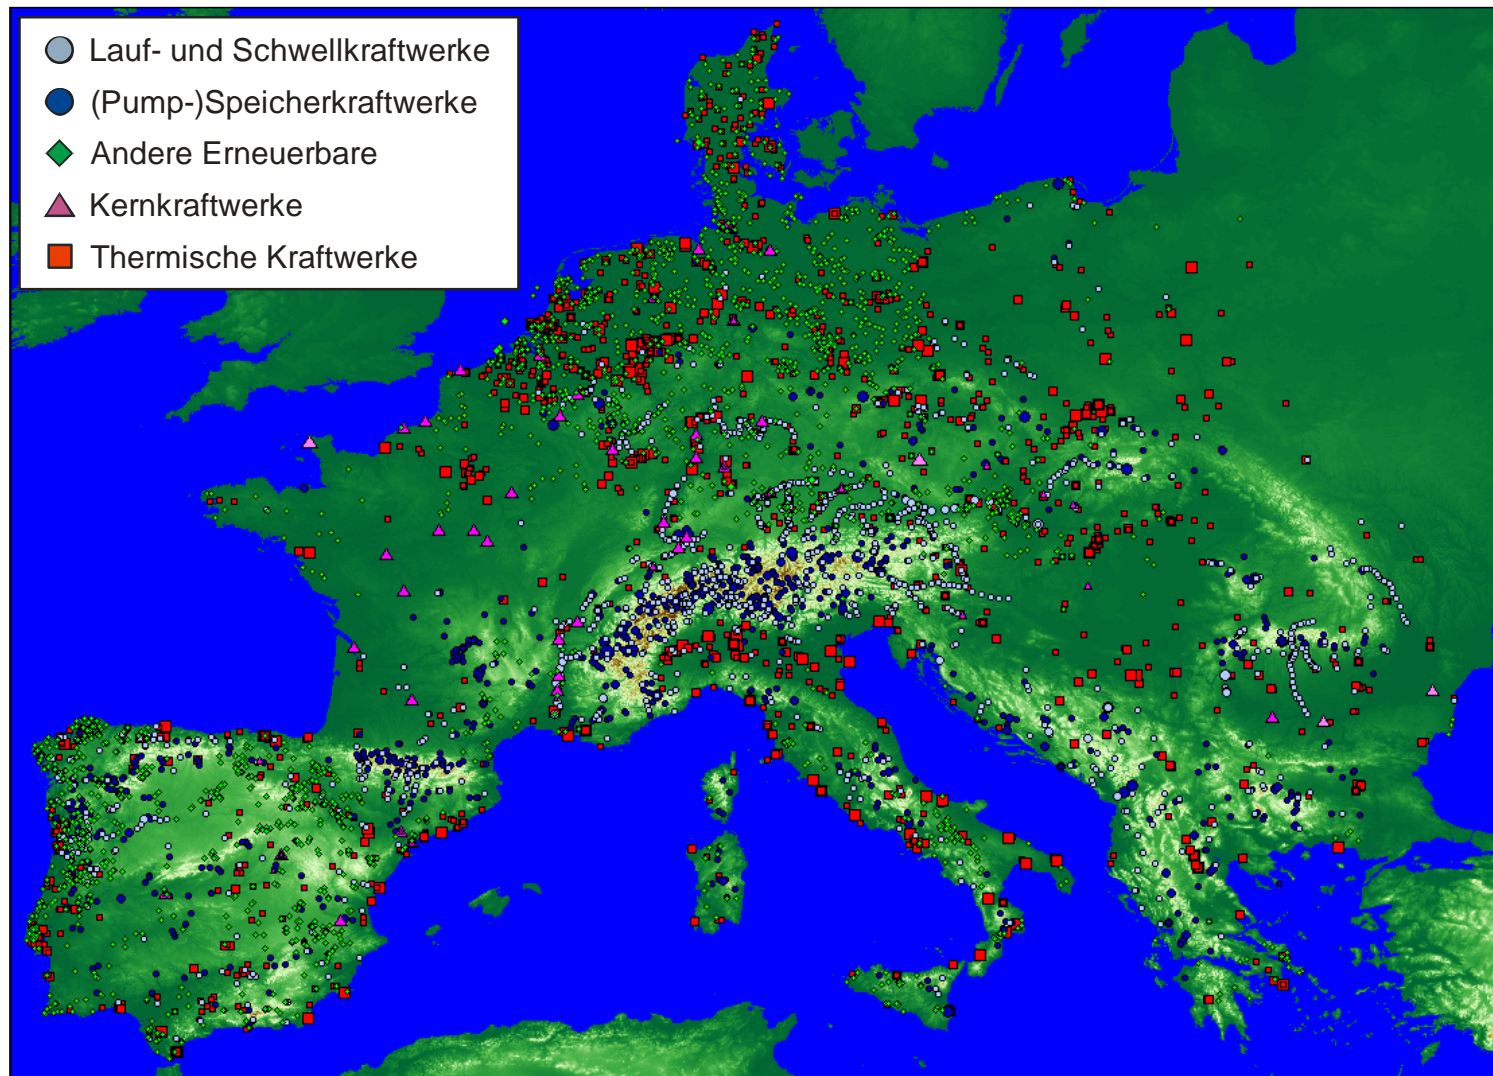 Lauf- und Schwellkraftwerke
(Pump-)Speicherkraftwerke
Andere Erneuerbare
Kernkraftwerke
Thermische Kraftwerke